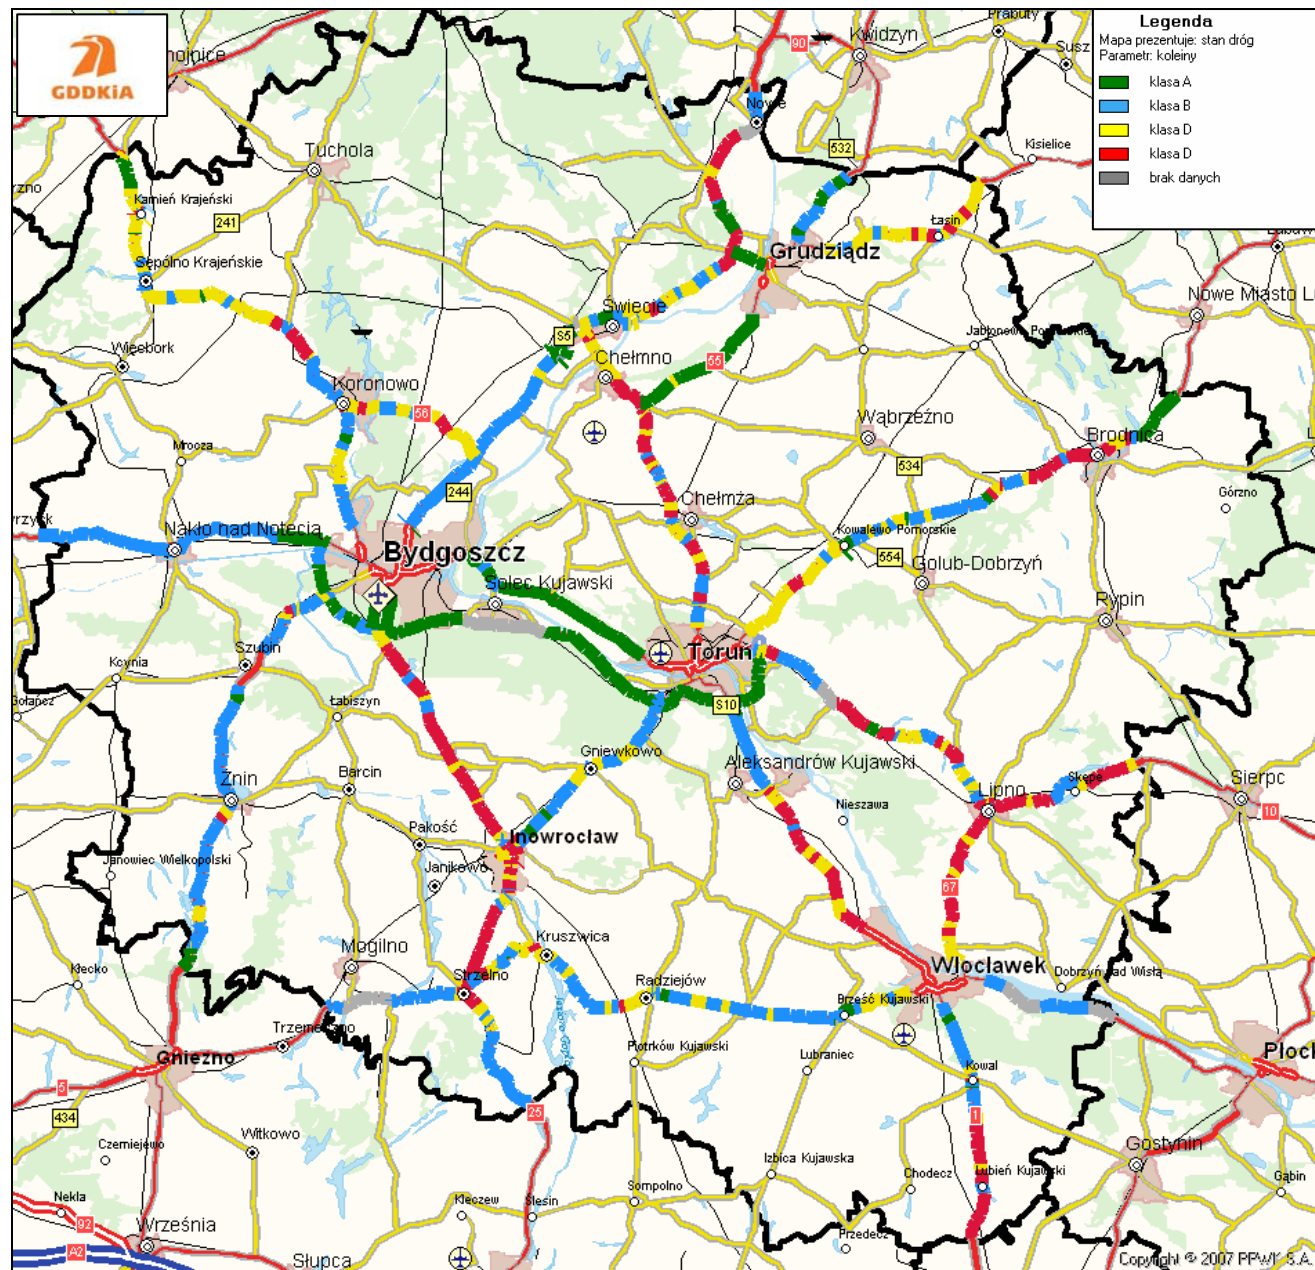 GDDKiA
Legenda
Mapa prezentuje: stan dróg
Parametr: koleiny
klasa A
klasa B
klasa D
klasa D
brak danych
Prabuty
Kwidzyn
90
Susz
Nowe
532
Kisielice
Tuchola
Kamień Krajeński
241
Łasin
Grudziądz
Sępólno Krajeńskie
Świecie
S5
Jabłonowo Pomorskie
Więcbork
Chełmno
55
Koronowo
56
Wąbrzeźno
Brodnica
Mrocza
534
244
Chełmża
Górzno
Nakło nad Notecią
Kowalewo Pomorskie
Bydgoszcz
554
Golub-Dobrzyń
Solec Kujawski
Rypin
Toruń
Szubin
Kcynia
Gołańcz
Łabiszyn
S10
Gniewkowo
Aleksandrów Kujawski
Barcin
Żnin
Skępe
Sierpc
Lipno
Nieszawa
10
Pakość
Inowrocław
Janowiec Wielkopolski
Janikowo
67
Kruszwica
Mogilno
Włocławek
Kłecko
Strzelno
Radziejów
Dobrzyń nad Wisłą
Brześć Kujawski
Trzemeszno
Gniezno
Piotrków Kujawski
Lubraniec
Płock
Kowal
5
25
1
434
Witkowo
Czerniejewo
Gostynin
Izbica Kujawska
Chodecz
Lubień Kujawski
Gąbin
Nekla
Kleczew
Ślesin
Sompolno
92
Września
A2
Przedecz
Słupca
Copyright © 2007 PPWK S.A.